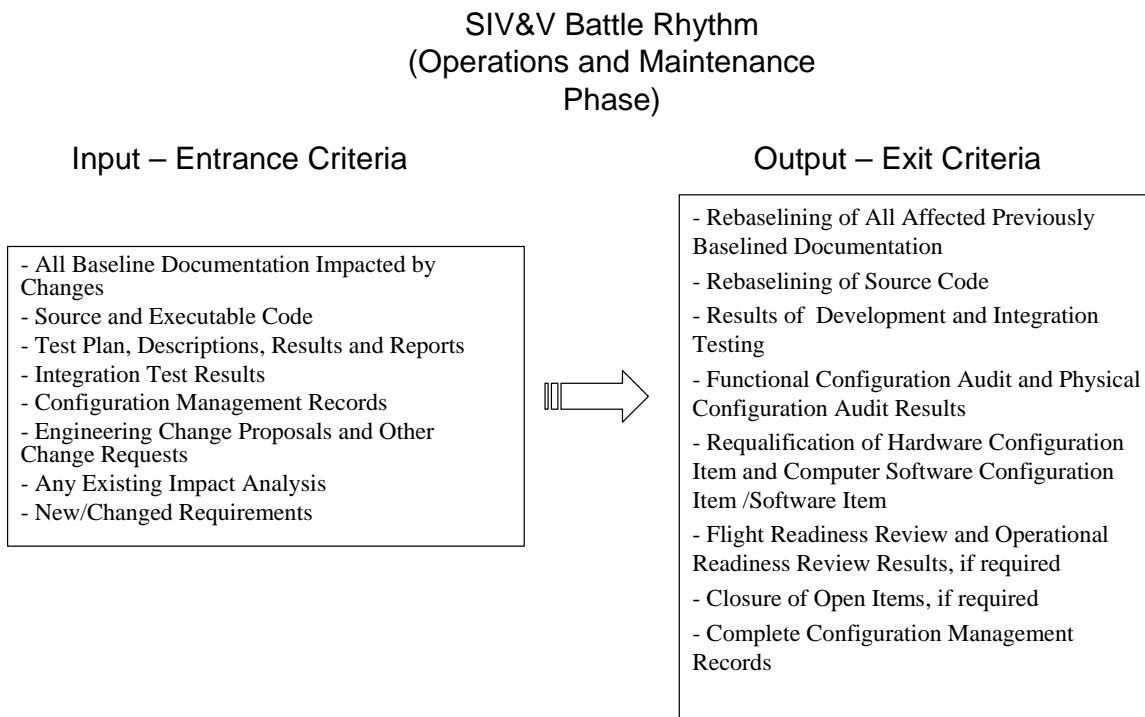 SIV&V Battle Rhythm
(Operations and Maintenance
Phase)
Input – Entrance Criteria
- All Baseline Documentation Impacted by
Changes
- Source and Executable Code
- Test Plan, Descriptions, Results and Reports
- Integration Test Results
- Configuration Management Records
- Engineering Change Proposals and Other
Change Requests
- Any Existing Impact Analysis
- New/Changed Requirements
Output – Exit Criteria
- Rebaselining of All Affected Previously
Baselined Documentation
- Rebaselining of Source Code
- Results of Development and Integration
Testing
- Functional Configuration Audit and Physical
Configuration Audit Results
- Requalification of Hardware Configuration
Item and Computer Software Configuration
Item /Software Item
- Flight Readiness Review and Operational
Readiness Review Results, if required
- Closure of Open Items, if required
- Complete Configuration Management
Records